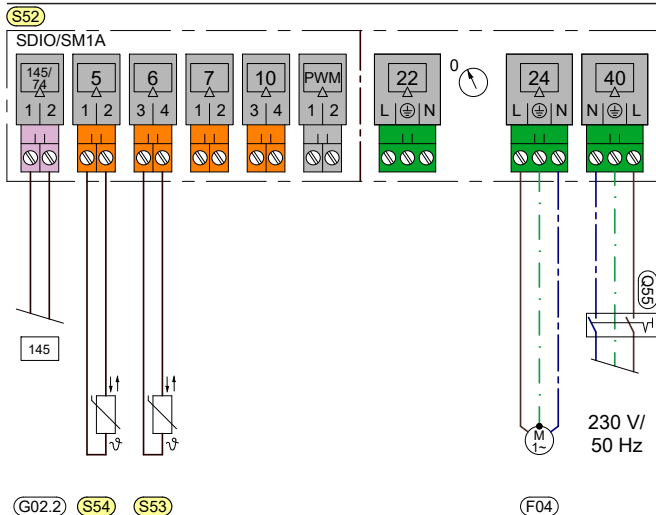 S52
SDIO/SM1A
145/
74
5
6
7
10
PWM
22
0
24
40
1 2
1 2
3 4
1 2
3 4
1 2
L N
L N
N L
Q55
145
ϑ
ϑ
M
1~
230 V/
50 Hz
G02.2
S54
S53
F04